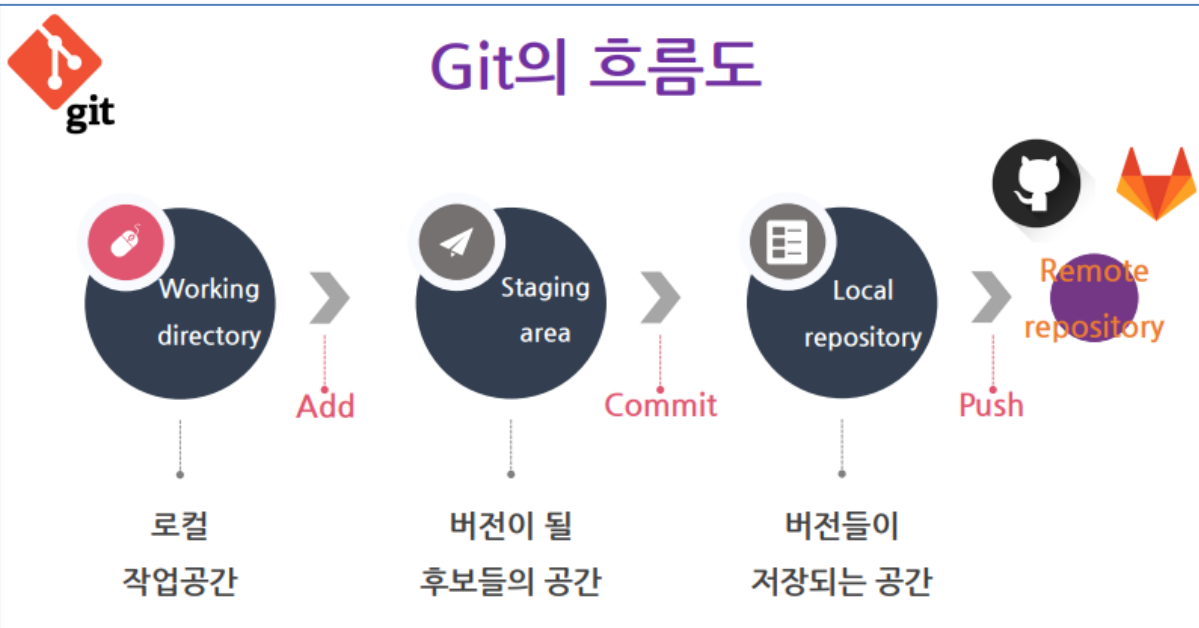 git
Git의 흐름도
Working
directory
Add
Staging
area
Commit
Local
repository
Push
Remote
repository
로컬
작업공간
버전이 될
후보들의 공간
버전들이
저장되는 공간